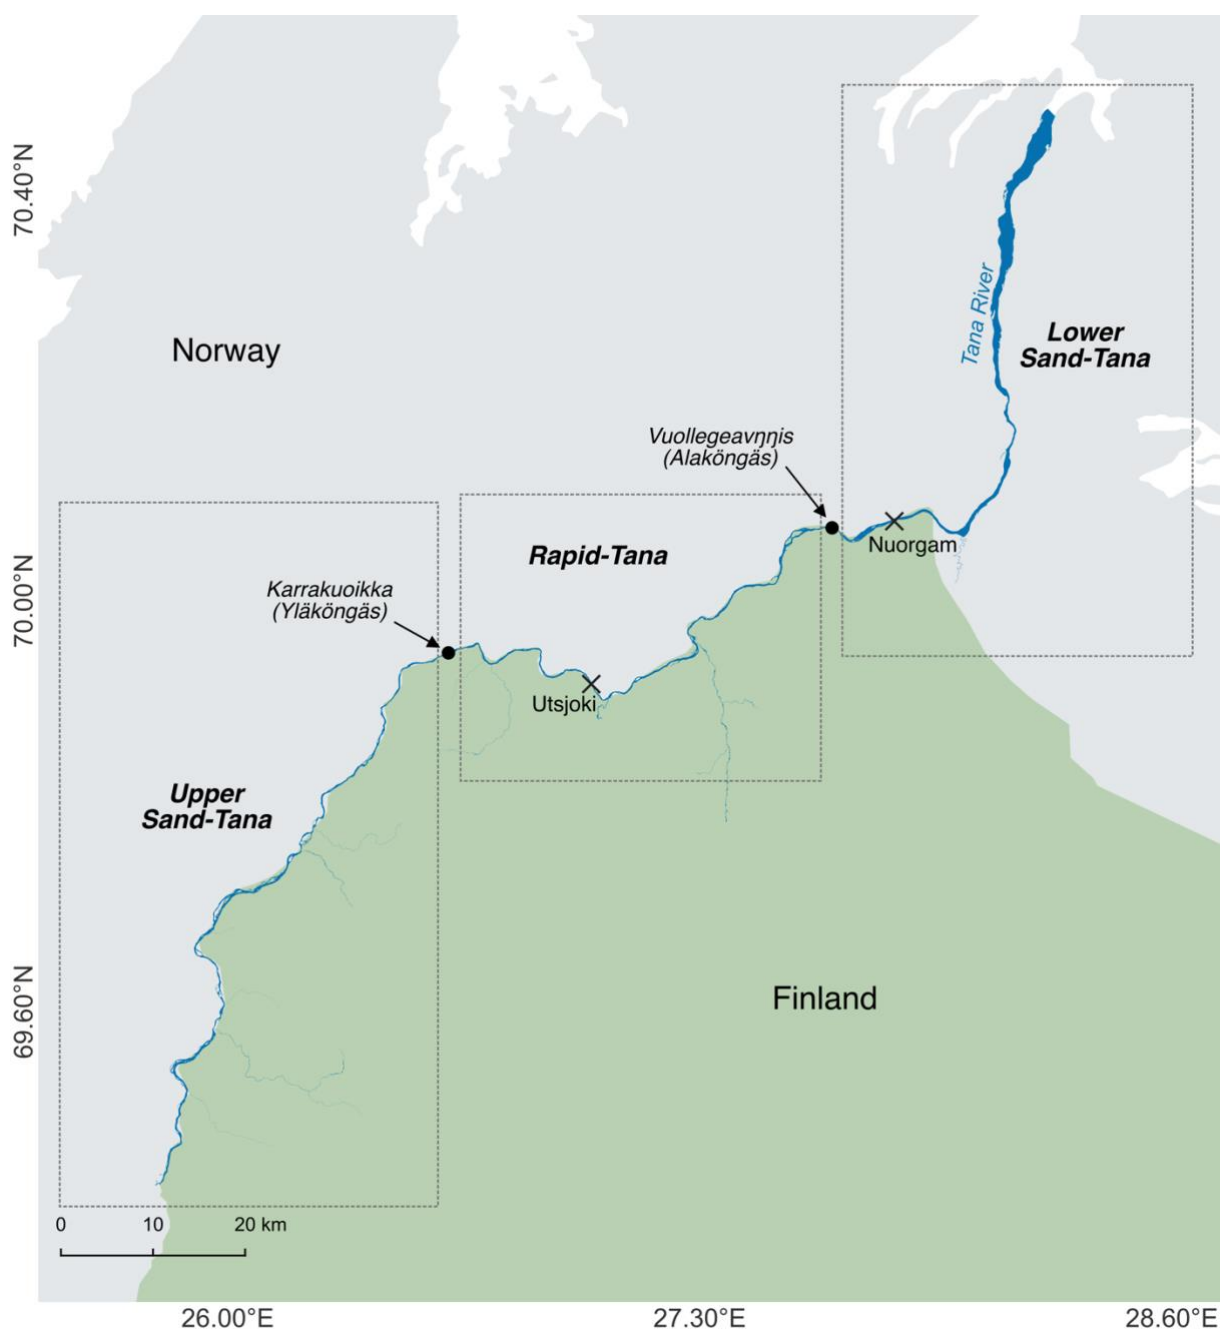 70.40°N
Tana River
Lower
Sand-Tana
Norway
Vuollegeavŋŋis
(Alaköngäs)
Nuorgam
Rapid-Tana
Karrakuoikka
(Yläköngäs)
70.00°N
Utsjoki
Upper
Sand-Tana
Finland
69.60°N
0 10 20 km
26.00°E 27.30°E 28.60°E